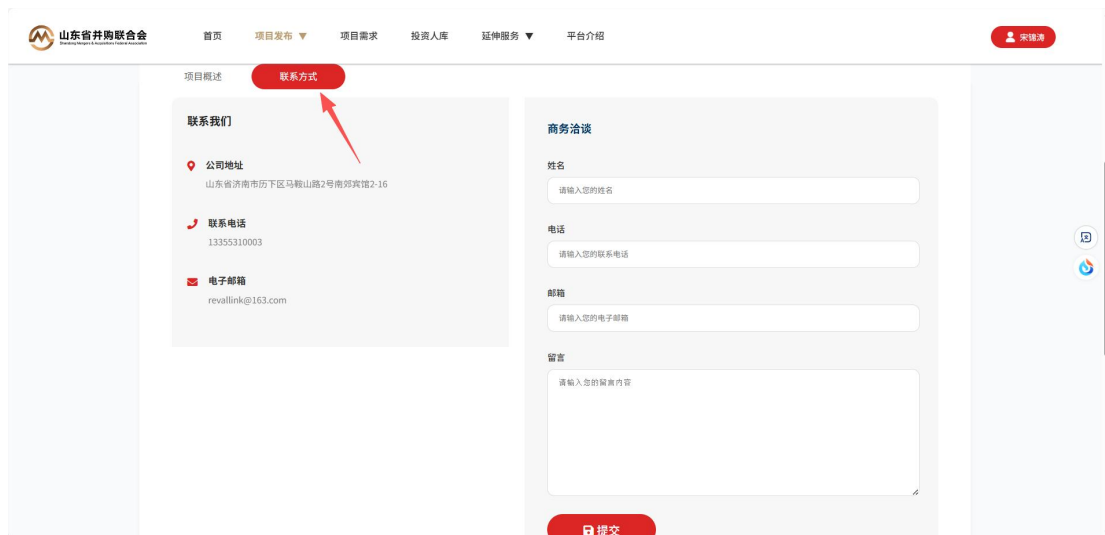 山东省并购联合会
Shandong Mergers & Acquisitions Federal Association
首页
项目发布 ▼
项目需求
投资人库
延伸服务 ▼
平台介绍
宋锦涛
项目概述
联系方式
联系我们
公司地址
山东省济南市历下区马鞍山路2号南郊宾馆2-16
联系电话
13355310003
电子邮箱
revallink@163.com
商务洽谈
姓名
请输入您的姓名
电话
请输入您的联系电话
邮箱
请输入您的电子邮箱
留言
请输入您的留言内容
提交